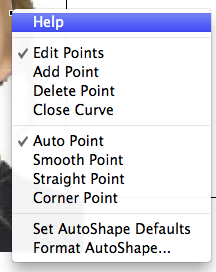 Help
Edit Points
Add Point
Delete Point
Close Curve
Auto Point
Smooth Point
Straight Point
Corner Point
Set AutoShape Defaults
Format AutoShape...